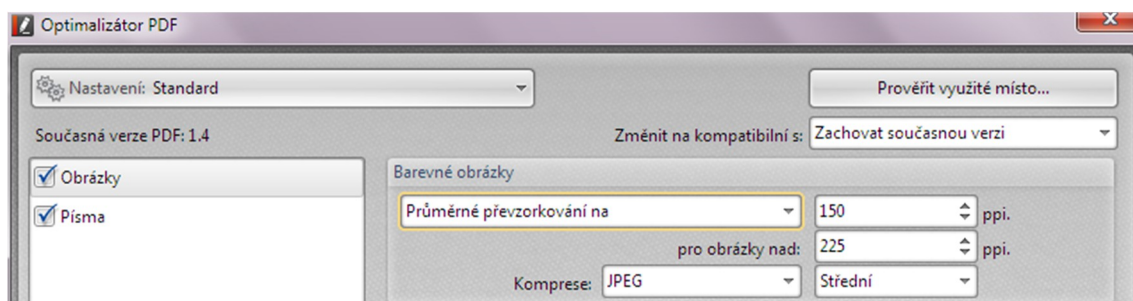 Optimalizátor PDF
Nastavení: Standard
Prověřit využité místo...
Současná verze PDF: 1.4
Změnit na kompatibilní s: Zachovat současnou verzi
Obrázky
Písma
Barevné obrázky
Průměrné převzorkování na 150 ppi.
pro obrázky nad: 225 ppi.
Komprese: JPEG Střední